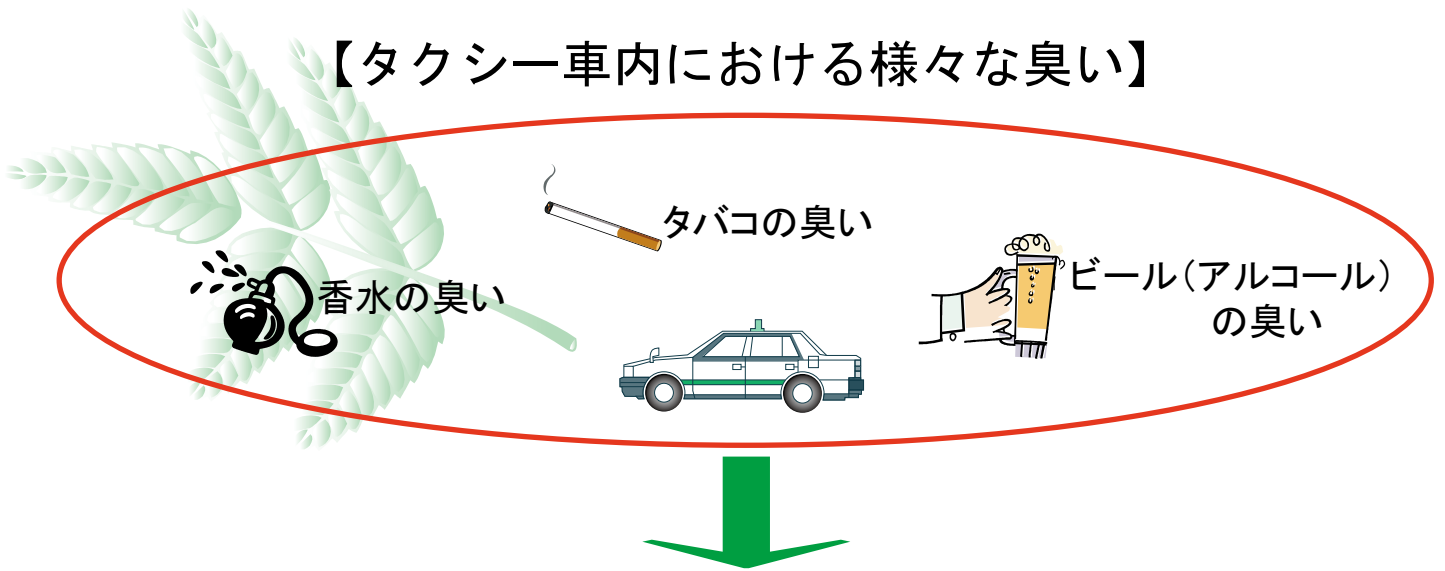 【タクシー車内における様々な臭い】
タバコの臭い
香水の臭い
ビール（アルコール）
の臭い